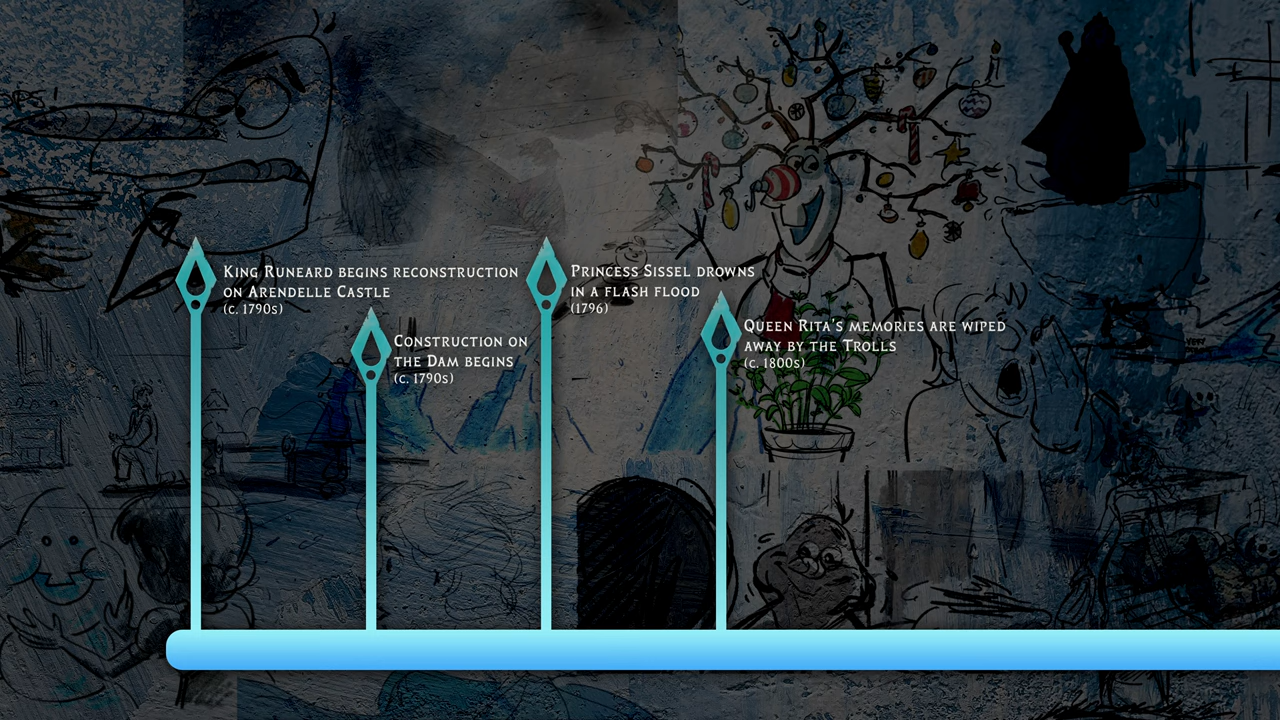 King Runeard begins reconstruction
on Arendelle Castle
(c. 1790s)
Construction on
the Dam begins
(c. 1790s)
Princess Sissel drowns
in a flash flood
(1796)
Queen Rita's memories are wiped
away by the Trolls
(c. 1800s)